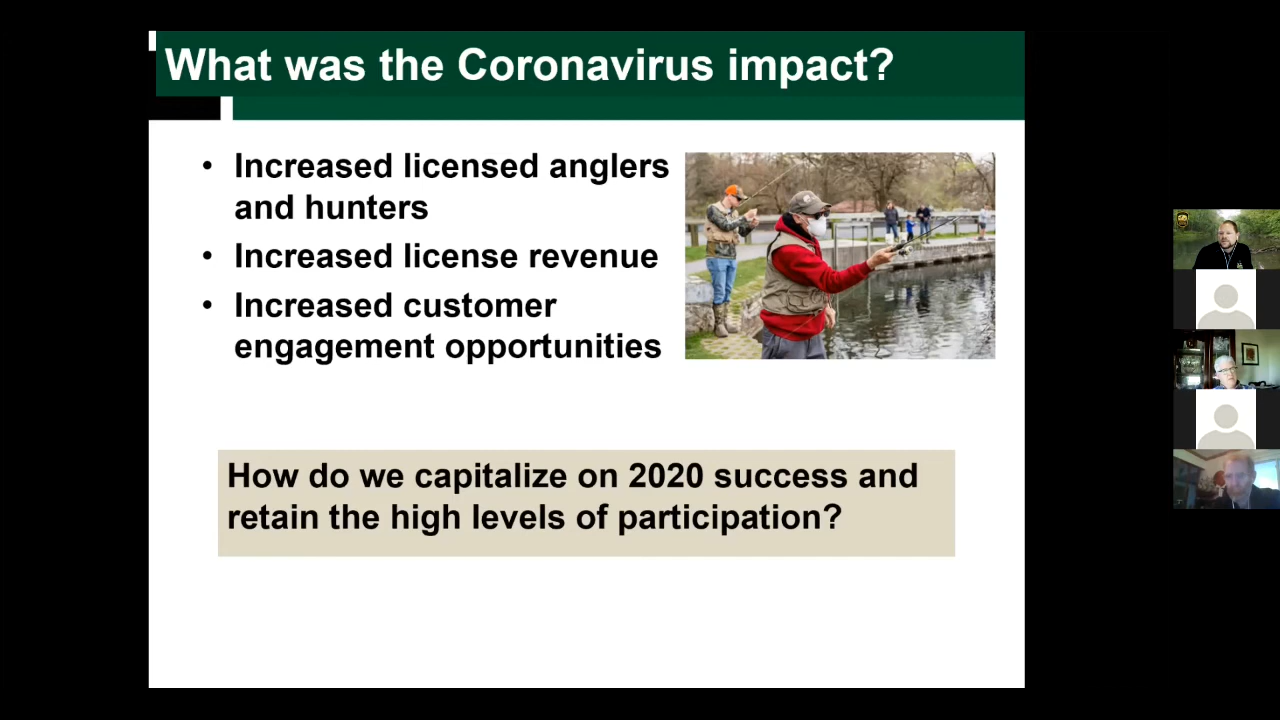 What was the Coronavirus impact?
• Increased licensed anglers
and hunters
• Increased license revenue
• Increased customer
engagement opportunities
How do we capitalize on 2020 success and
retain the high levels of participation?